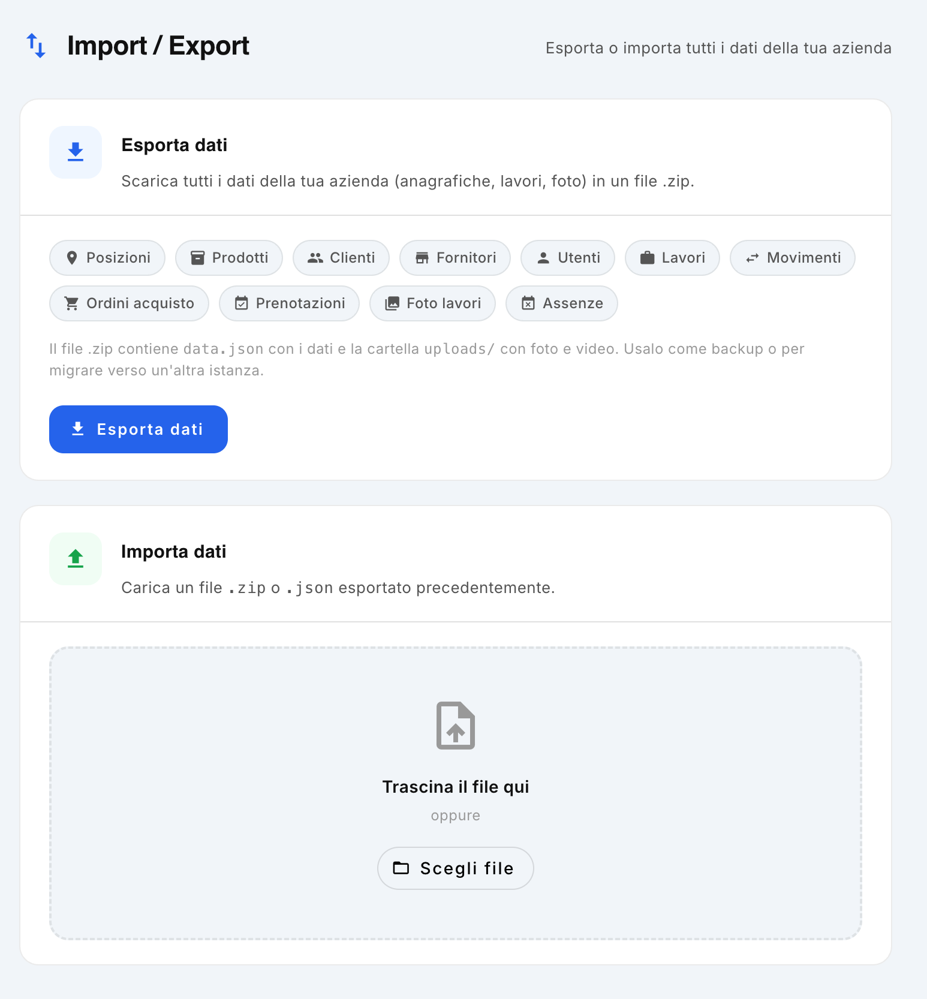 Import / Export
Esporta o importa tutti i dati della tua azienda
Esporta dati
Scarica tutti i dati della tua azienda (anagrafiche, lavori, foto) in un file .zip.
Posizioni
Prodotti
Clienti
Fornitori
Utenti
Lavori
Movimenti
Ordini acquisto
Prenotazioni
Foto lavori
Assenze
Il file .zip contiene data.json con i dati e la cartella uploads/ con foto e video. Usalo come backup o per
migrare verso un'altra istanza.
Esporta dati
Importa dati
Carica un file .zip o .json esportato precedentemente.
Trascina il file qui
oppure
Scegli file